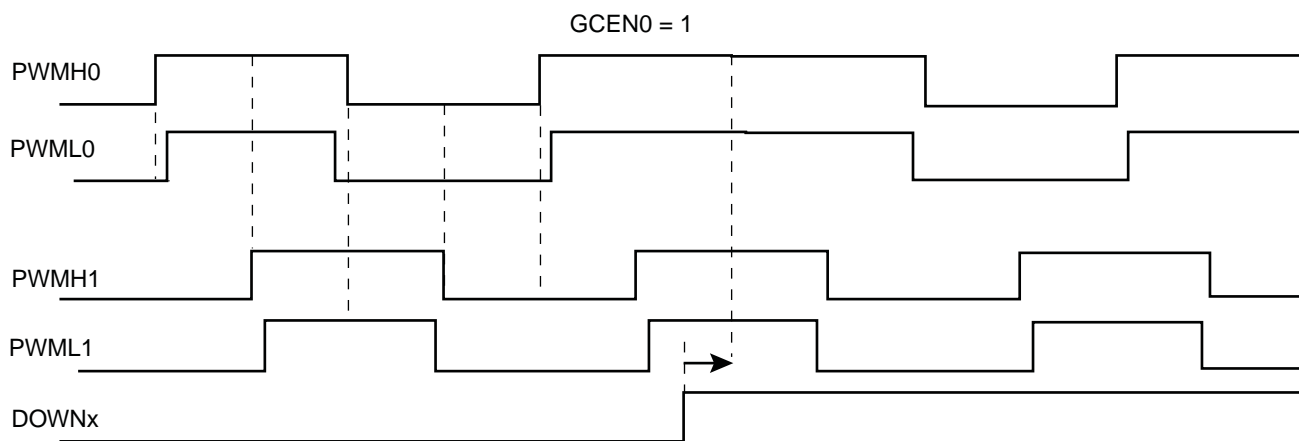 GCEN0 = 1
PWMH0
PWML0
PWMH1
PWML1
DOWNx